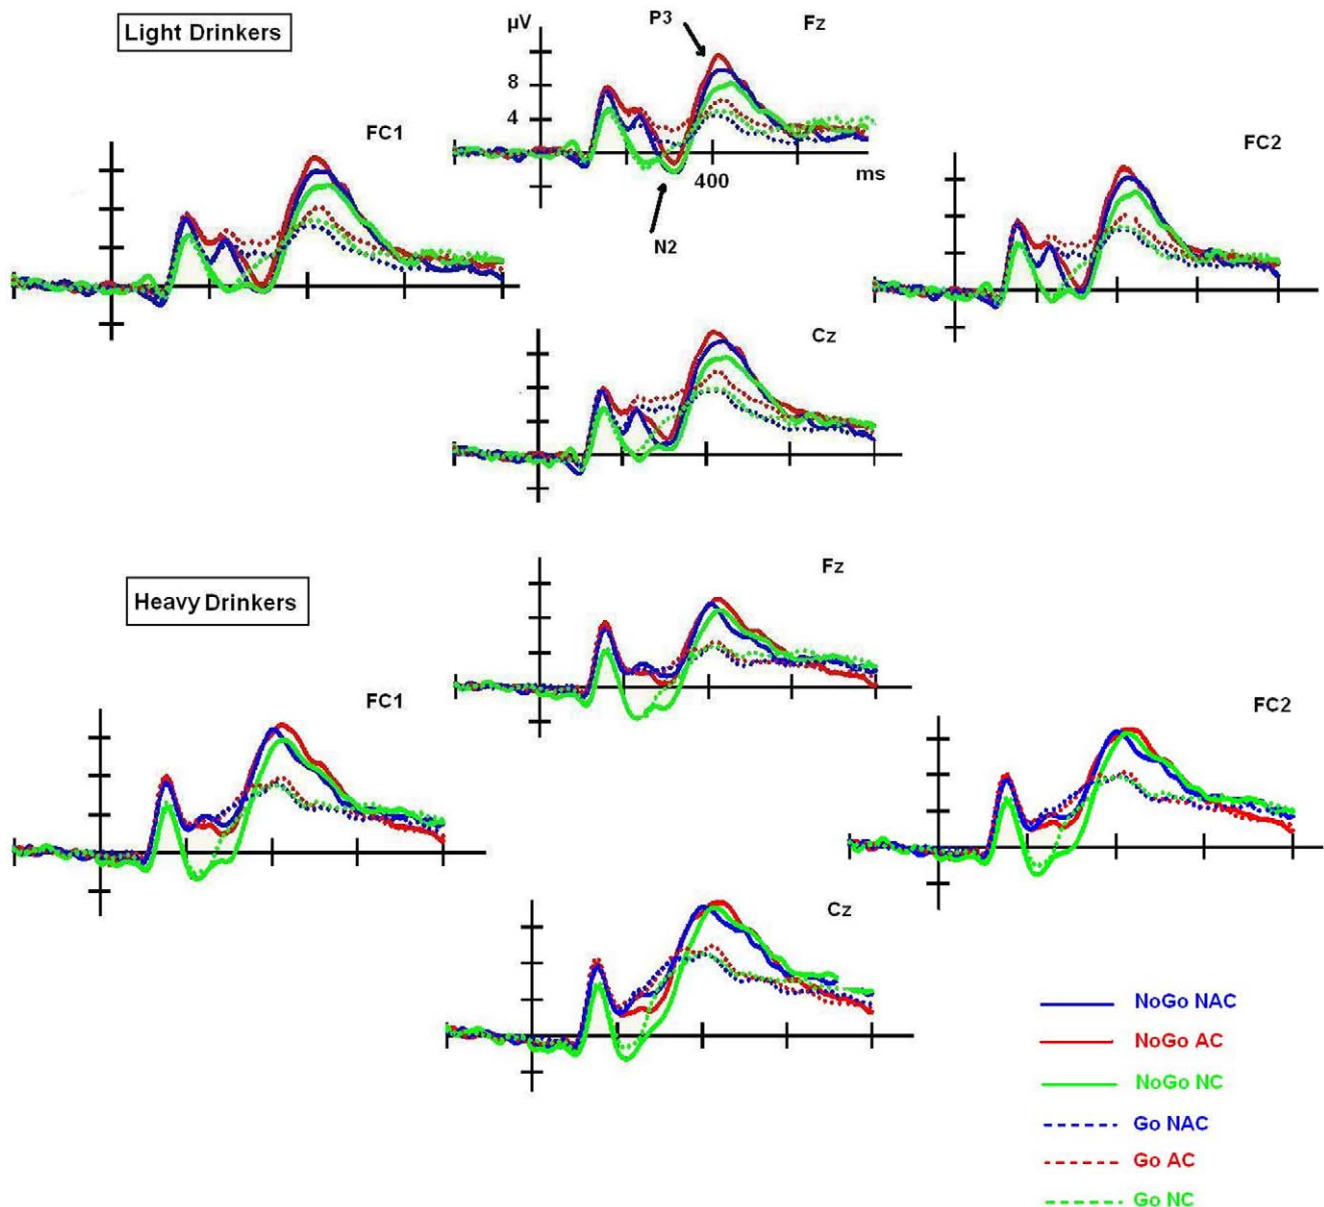 Light Drinkers
µV
P3
Fz
8
4
400
ms
N2
FC1
FC2
Cz
Heavy Drinkers
Fz
FC1
FC2
Cz
NoGo NAC
NoGo AC
NoGo NC
Go NAC
Go AC
Go NC